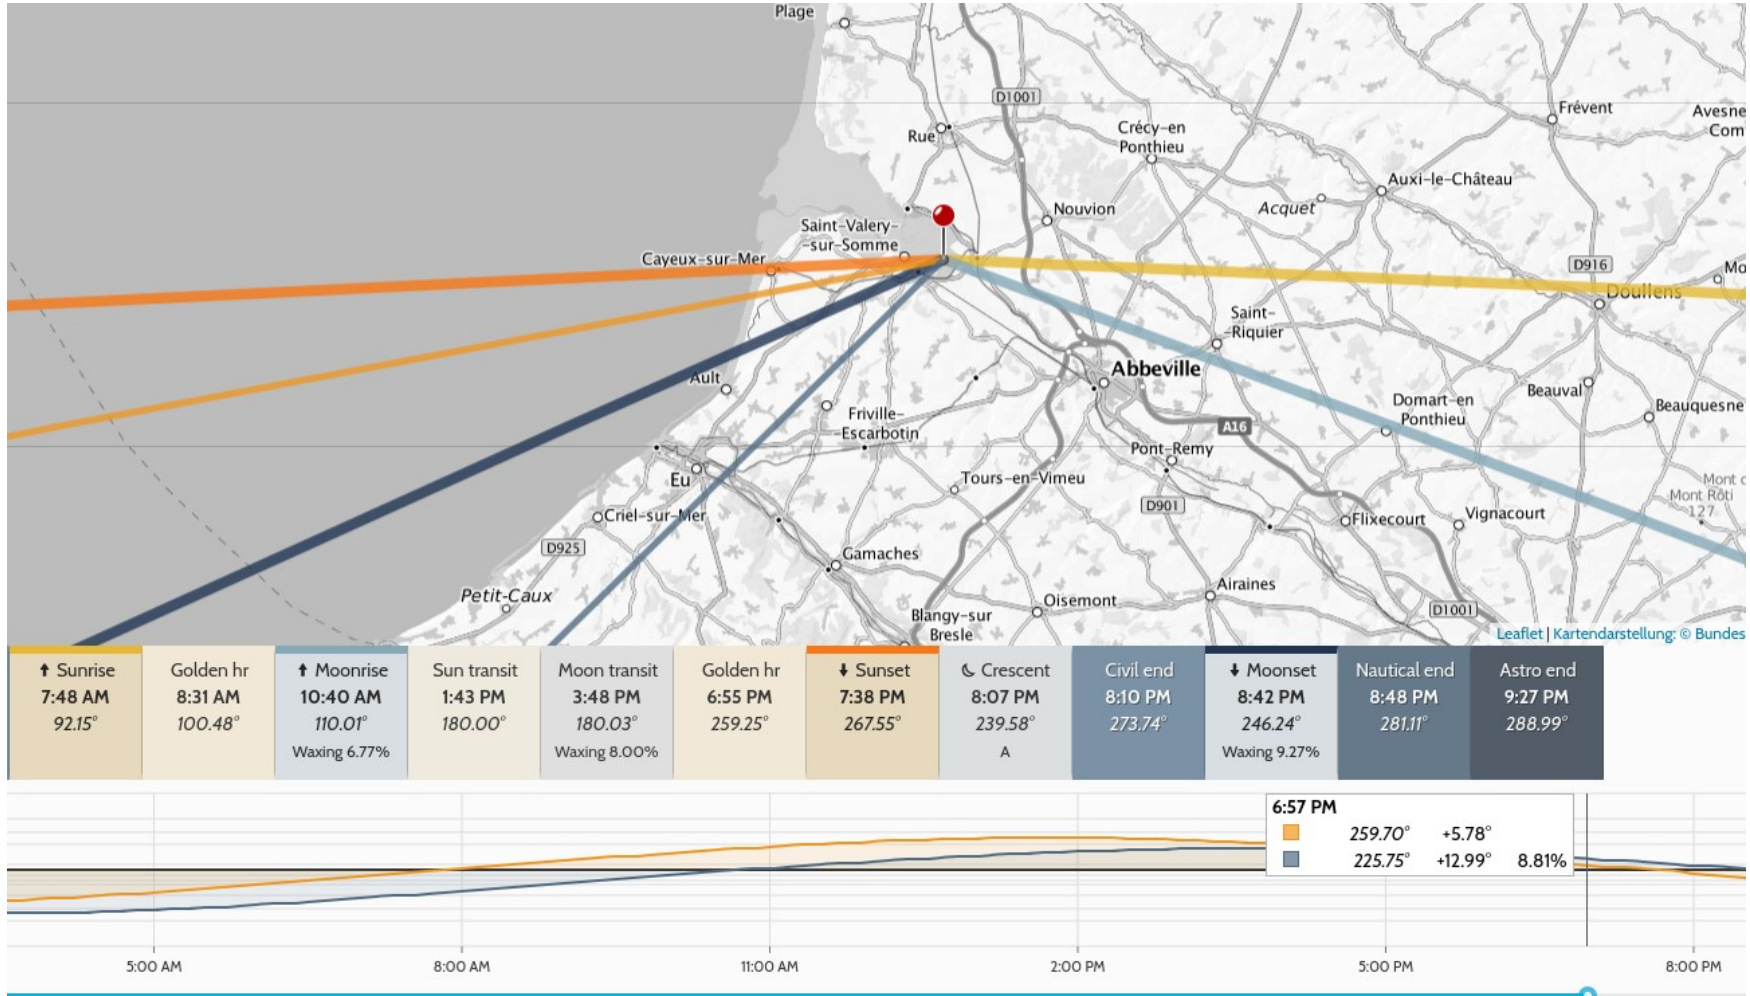 Plage
D1001
Frévent
Avesne
Com
Rue
Crécy-en
Ponthieu
Auxi-le-Château
Acquet
Nouvion
Saint-Valery-
-sur-Somme
Cayeux-sur-Mer
D916
Mo
Doullens
Saint-
-Riquier
Abbeville
Ault
Beauval
Domart-en
Ponthieu
Beauquesne
Friville-
-Escarbotin
A16
Pont-Remy
Eu
Tours-en-Vimeu
Mont d
Mont Rôti
127
D901
Criel-sur-Mer
Flixecourt
Vignacourt
D925
Gamaches
Airaines
Petit-Caux
Oisemont
D1001
Blangy-sur
Bresle
Leaflet | Kartendarstellung: © Bundes
↑ Sunrise
7:48 AM
92.15°
Golden hr
8:31 AM
100.48°
↑ Moonrise
10:40 AM
110.01°
Waxing 6.77%
Sun transit
1:43 PM
180.00°
Moon transit
3:48 PM
180.03°
Waxing 8.00%
Golden hr
6:55 PM
259.25°
↓ Sunset
7:38 PM
267.55°
Crescent
8:07 PM
239.58°
A
Civil end
8:10 PM
273.74°
↓ Moonset
8:42 PM
246.24°
Waxing 9.27%
Nautical end
8:48 PM
281.11°
Astro end
9:27 PM
288.99°
6:57 PM
259.70° +5.78°
225.75° +12.99° 8.81%
5:00 AM 8:00 AM 11:00 AM 2:00 PM 5:00 PM 8:00 PM